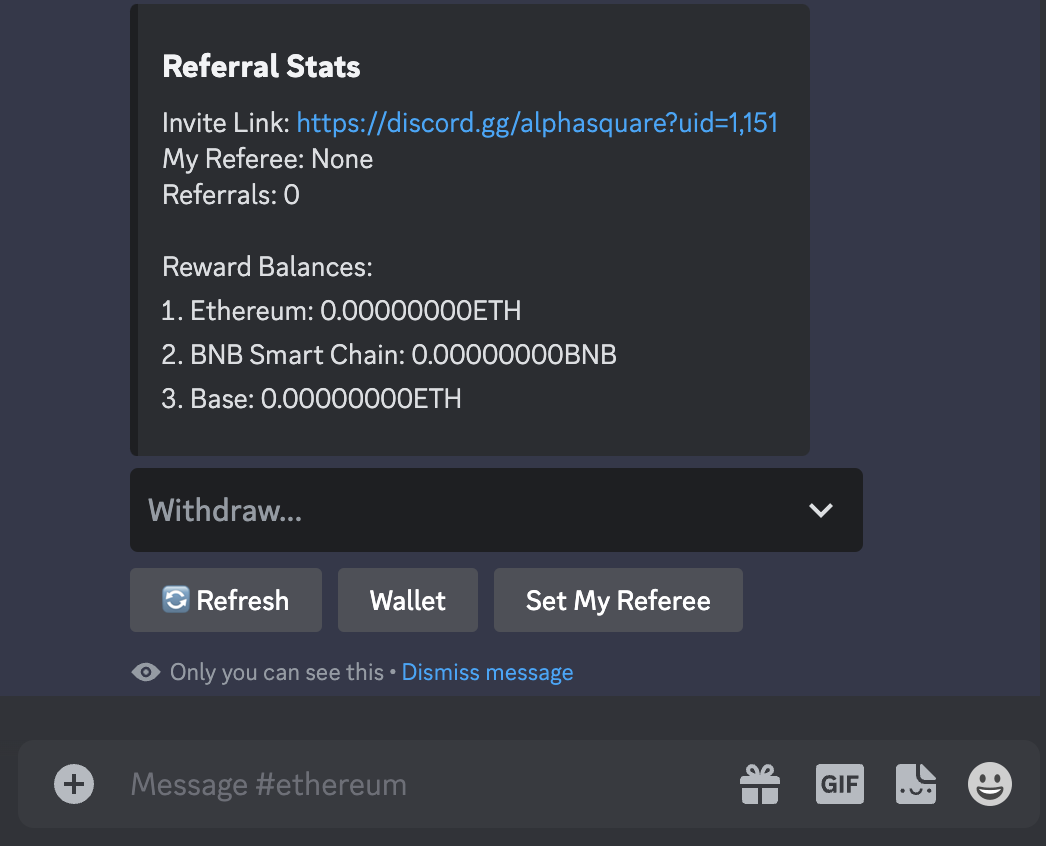 Referral Stats
Invite Link: https://discord.gg/alphasquare?uid=1,151
My Referee: None
Referrals: 0
Reward Balances:
1. Ethereum: 0.00000000ETH
2. BNB Smart Chain: 0.00000000BNB
3. Base: 0.00000000ETH
Withdraw...
Refresh Wallet Set My Referee
Only you can see this • Dismiss message
Message #ethereum GIF